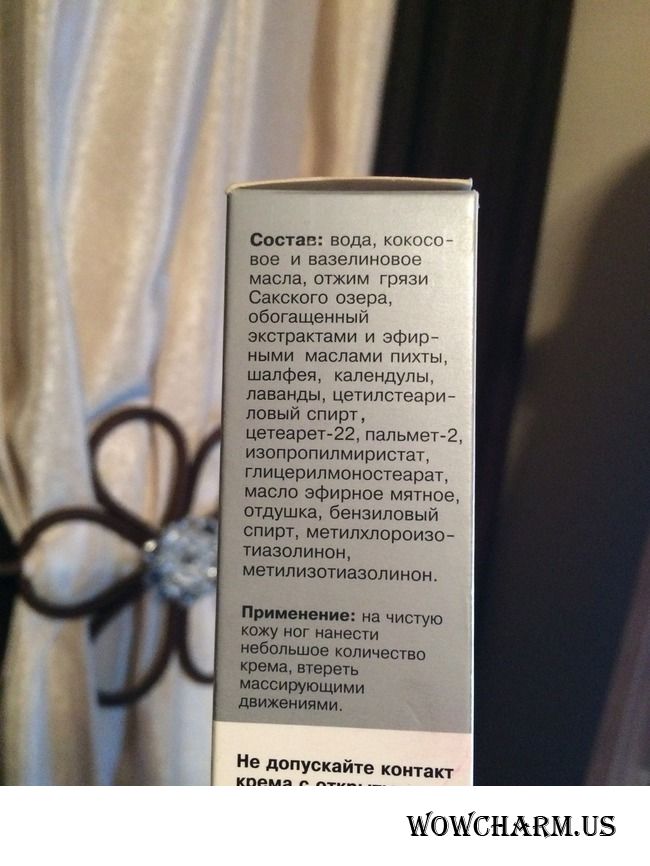 Состав: вода, кокосо-
вое и вазелиновое
масла, отжим грязи
Сакского озера,
обогащенный
экстрактами и эфир-
ными маслами пихты,
шалфея, календулы,
лаванды, цетилстеари-
ловый спирт,
цетеарет-22, пальмет-2,
изопропилмиристат,
глицерилмоностеарат,
масло эфирное мятное,
отдушка, бензиловый
спирт, метилхлороизо-
тиазолинон,
метилизотиазолинон.
Применение: на чистую
кожу ног нанести
небольшое количество
крема, втереть
массирующими
движениями.
Не допускайте контакт
крема с
WOWCHARM.US